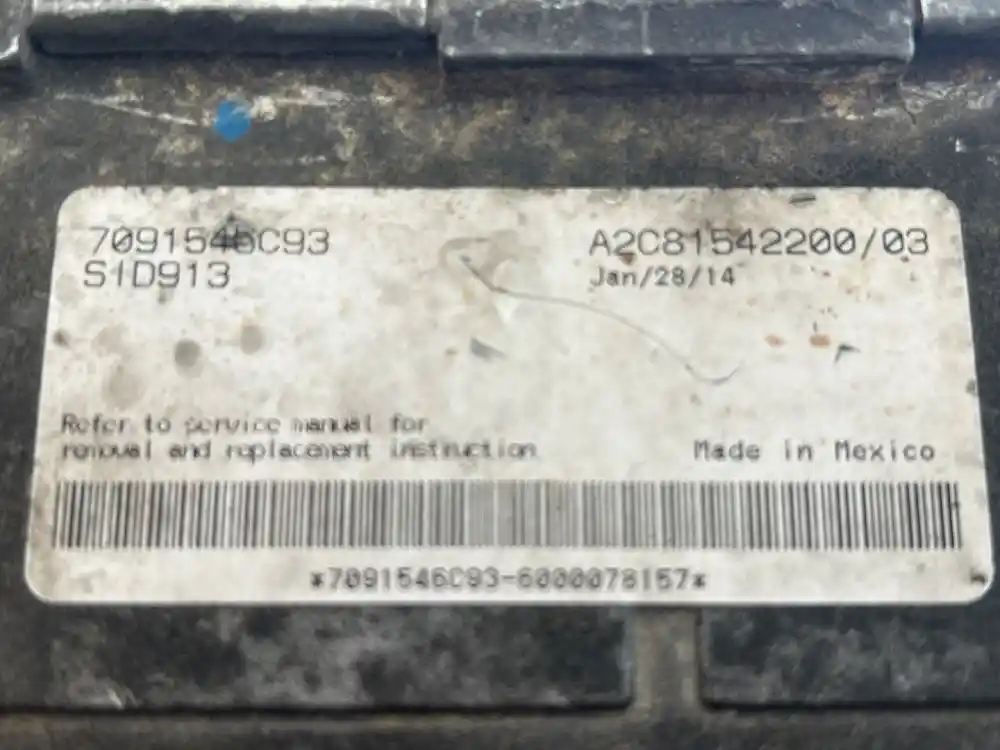 7091546C93
A2C81542200/03
SID913
Jan/28/14
Refer to service manual for
removal and replacement instruction
Made in Mexico
*7091546C93-6000078157*